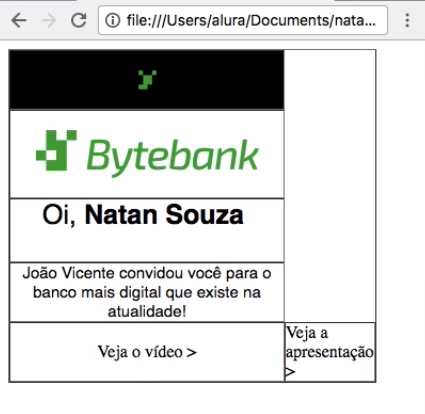 file:///Users/alura/Documents/nata...
Bytebank
Oi, Natan Souza
João Vicente convidou você para o
banco mais digital que existe na
atualidade!
Veja o vídeo >
Veja a
apresentação
>